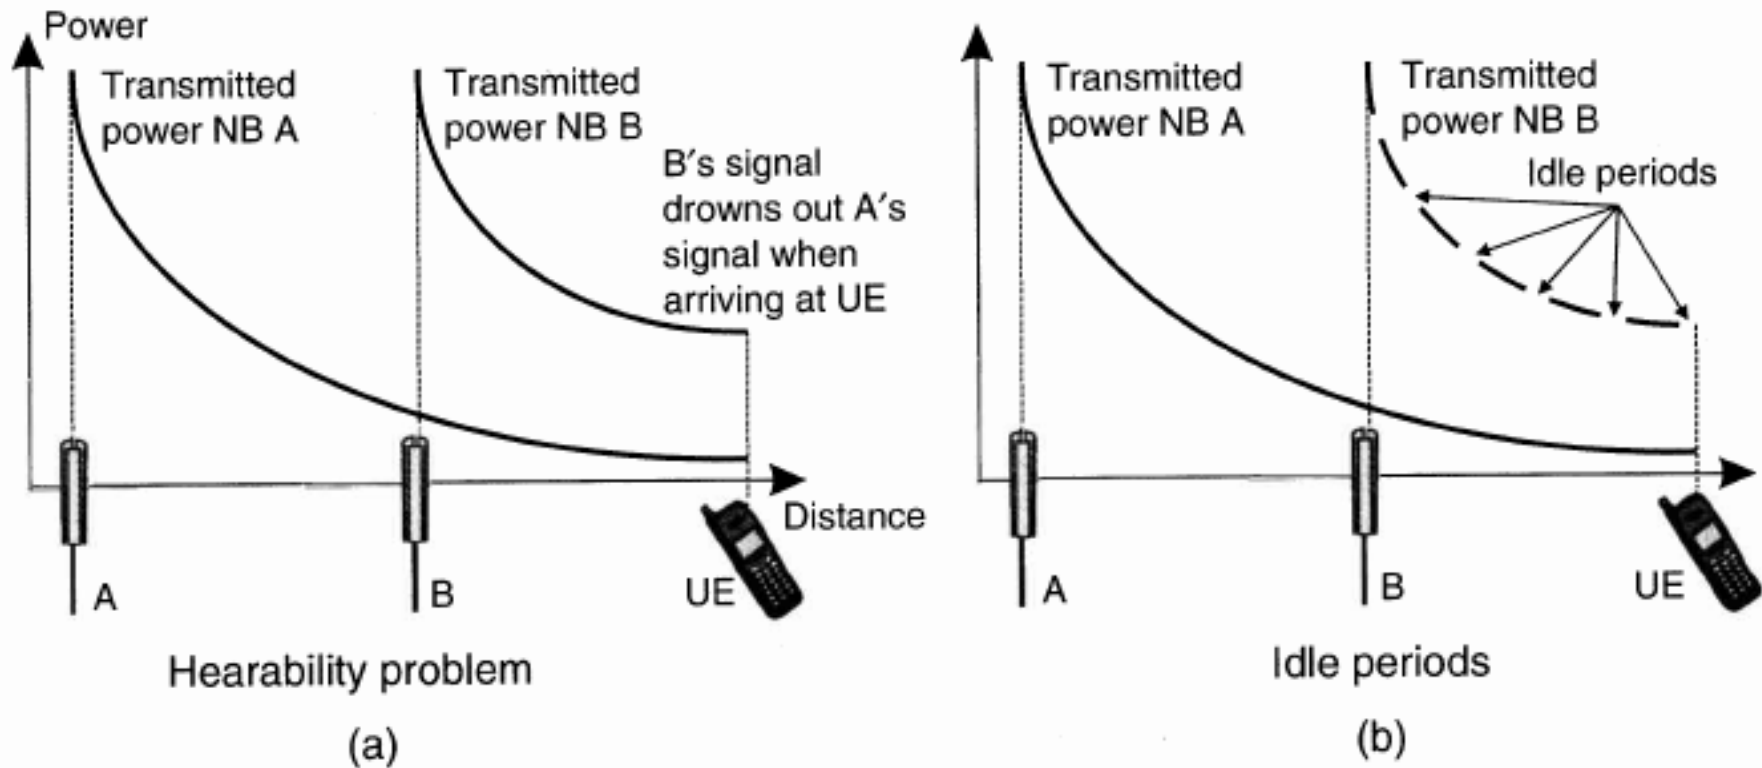 Power
Transmitted
power NB A
Transmitted
power NB B
B's signal
drowns out A's
signal when
arriving at UE
Distance
A
B
UE
Hearability problem
(a)
Transmitted
power NB A
Transmitted
power NB B
Idle periods
A
B
UE
Idle periods
(b)